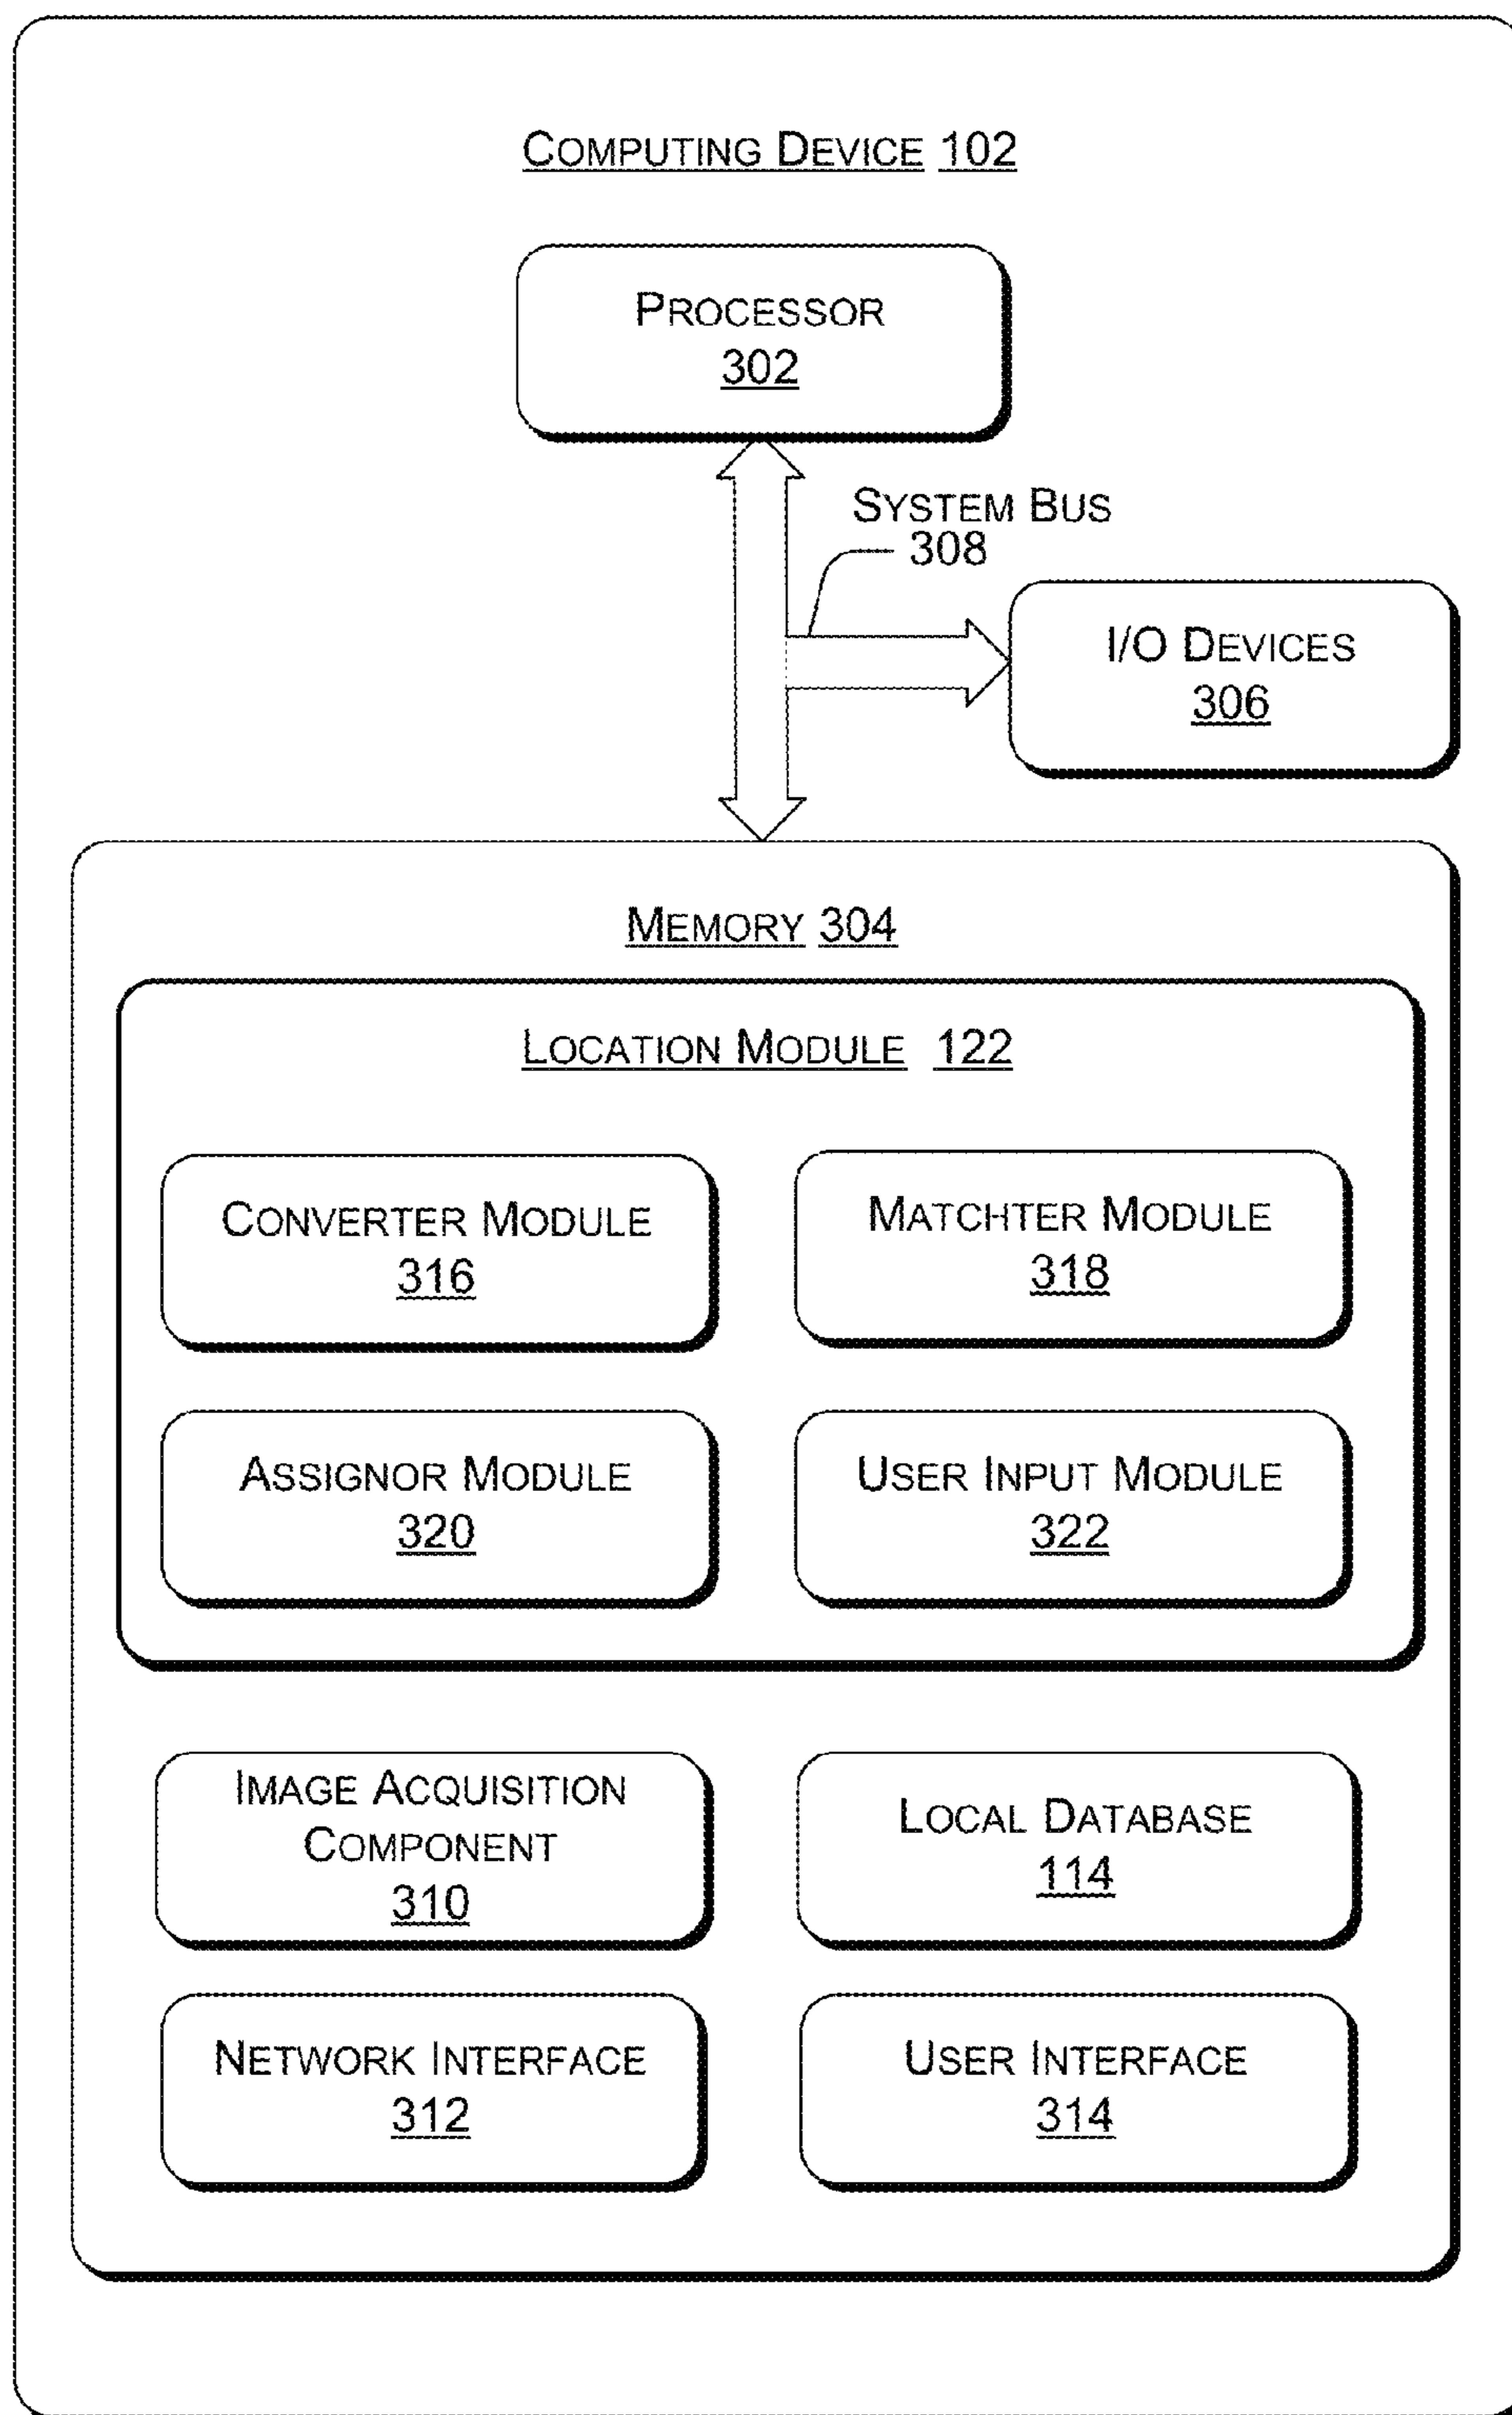 COMPUTING DEVICE 102
PROCESSOR
302
SYSTEM BUS
308
I/O DEVICES
306
MEMORY 304
LOCATION MODULE 122
CONVERTER MODULE
316
MATCHTER MODULE
318
ASSIGNOR MODULE
320
USER INPUT MODULE
322
IMAGE ACQUISITION
COMPONENT
310
LOCAL DATABASE
114
NETWORK INTERFACE
312
USER INTERFACE
314